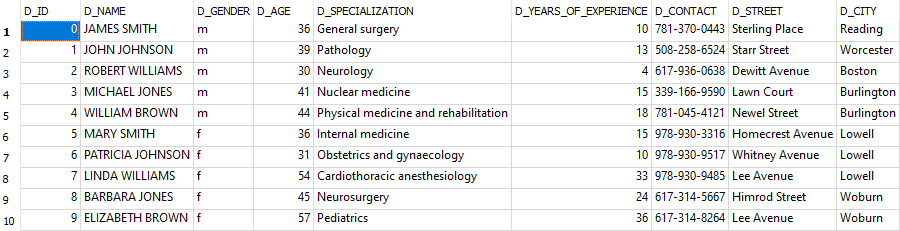 D_ID D_NAME D_GENDER D_AGE D_SPECIALIZATION D_YEARS_OF_EXPERIENCE D_CONTACT D_STREET D_CITY
1 0 JAMES SMITH m 36 General surgery 10 781-370-0443 Sterling Place Reading
2 1 JOHN JOHNSON m 39 Pathology 13 508-258-6524 Starr Street Worcester
3 2 ROBERT WILLIAMS m 30 Neurology 4 617-936-0638 Dewitt Avenue Boston
4 3 MICHAEL JONES m 41 Nuclear medicine 15 339-166-9590 Lawn Court Burlington
5 4 WILLIAM BROWN m 44 Physical medicine and rehabilitation 18 781-045-4121 Newel Street Burlington
6 5 MARY SMITH f 36 Internal medicine 15 978-930-3316 Homecrest Avenue Lowell
7 6 PATRICIA JOHNSON f 31 Obstetrics and gynaecology 10 978-930-9517 Whitney Avenue Lowell
8 7 LINDA WILLIAMS f 54 Cardiothoracic anesthesiology 33 978-930-9485 Lee Avenue Lowell
9 8 BARBARA JONES f 45 Neurosurgery 24 617-314-5667 Himrod Street Woburn
10 9 ELIZABETH BROWN f 57 Pediatrics 36 617-314-8264 Lee Avenue Woburn